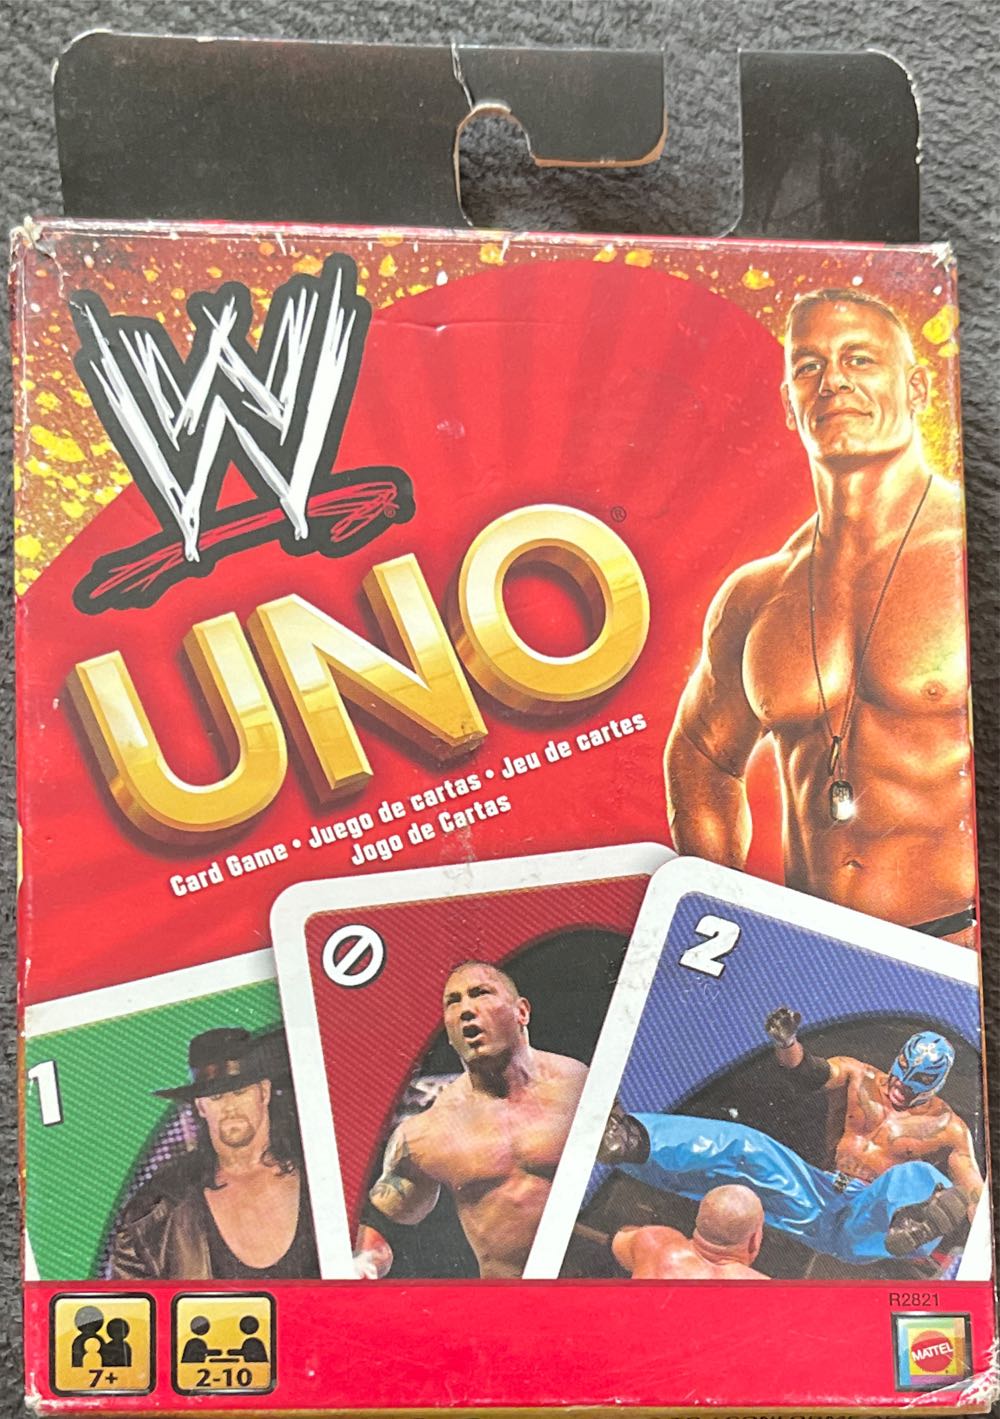 W
UNO®
Card Game • Juego de cartas • Jeu de cartes
Jogo de Cartas
1
2
R2821
7+
2-10
MATTEL